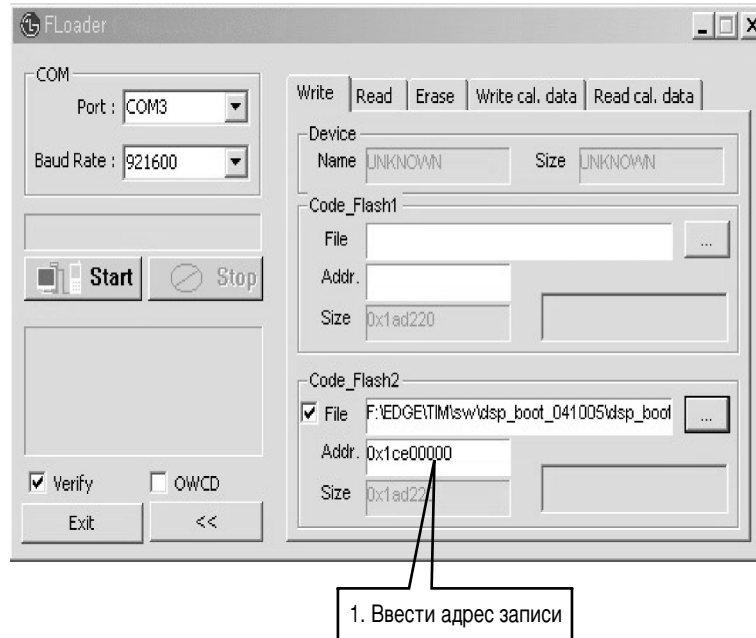 FLoader
COM
Port : COM3
Baud Rate : 921600
Start
Stop
Verify
OWCD
Exit
<<
Write
Read
Erase
Write cal. data
Read cal. data
Device
Name UNKNOWN
Size UNKNOWN
Code_Flash1
File
...
Addr.
Size 0x1ad220
Code_Flash2
File F:\EDGE\TIM\sw\dsp_boot_041005\dsp_boot
...
Addr. 0x1ce00000
Size
1. Ввести адрес записи